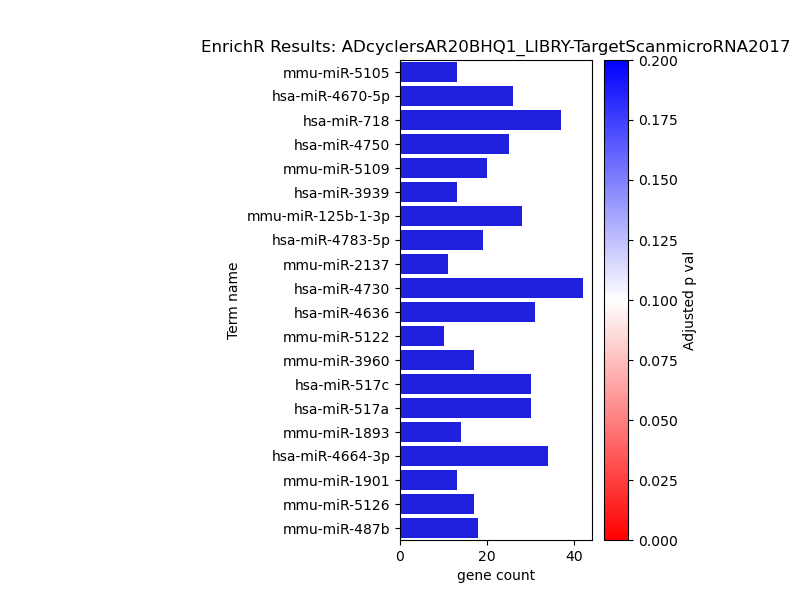 EnrichR Results: ADcyclersAR20BHQ1_LIBRY-TargetScanmicroRNA2017
mmu-miR-5105
hsa-miR-4670-5p
hsa-miR-718
hsa-miR-4750
mmu-miR-5109
hsa-miR-3939
mmu-miR-125b-1-3p
hsa-miR-4783-5p
mmu-miR-2137
hsa-miR-4730
hsa-miR-4636
mmu-miR-5122
mmu-miR-3960
hsa-miR-517c
hsa-miR-517a
mmu-miR-1893
hsa-miR-4664-3p
mmu-miR-1901
mmu-miR-5126
mmu-miR-487b
Term name
0 20 40
gene count
0.200
0.175
0.150
0.125
0.100
0.075
0.050
0.025
0.000
Adjusted p val